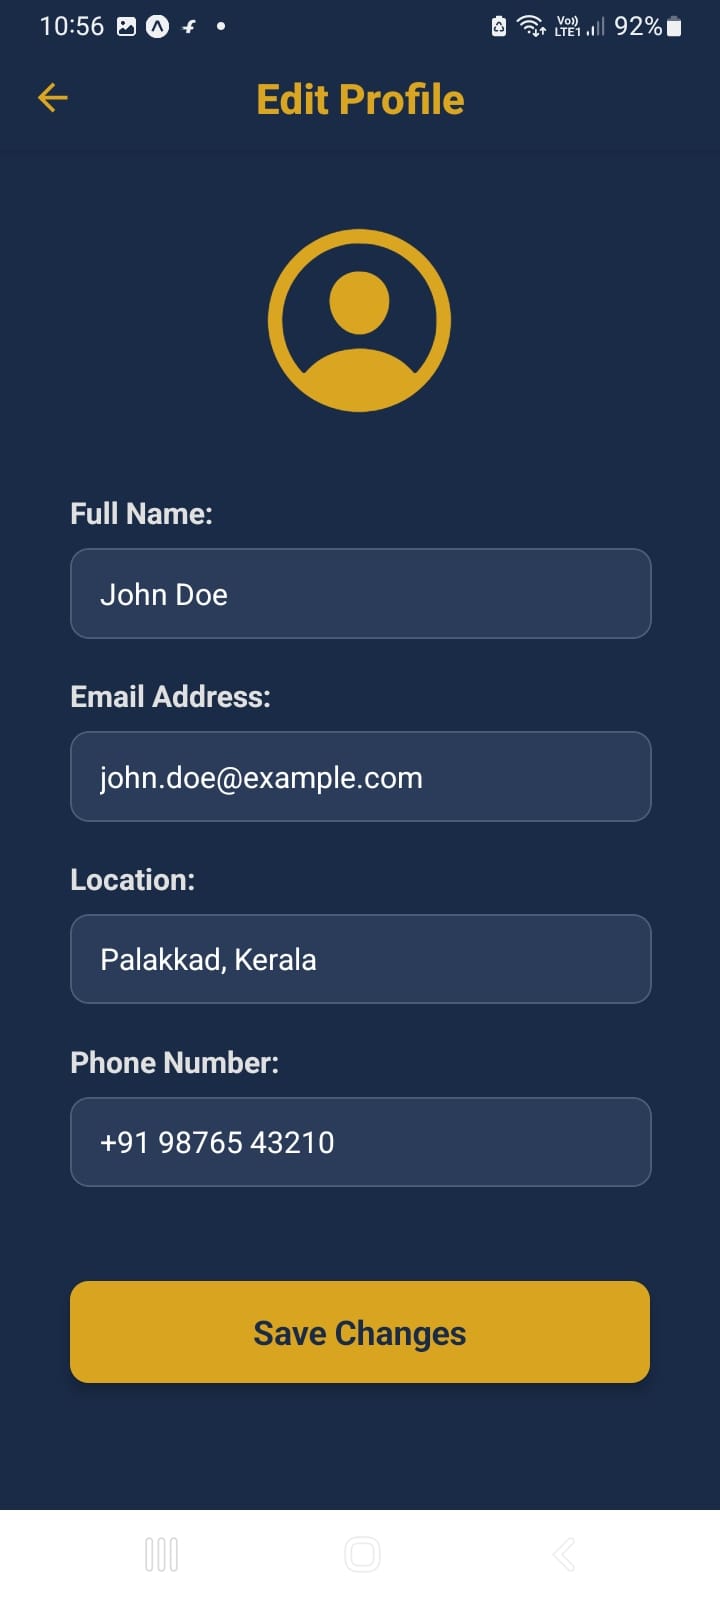 10:56
Vo)) LTE1 92%
Edit Profile
Full Name:
John Doe
Email Address:
john.doe@example.com
Location:
Palakkad, Kerala
Phone Number:
+91 98765 43210
Save Changes